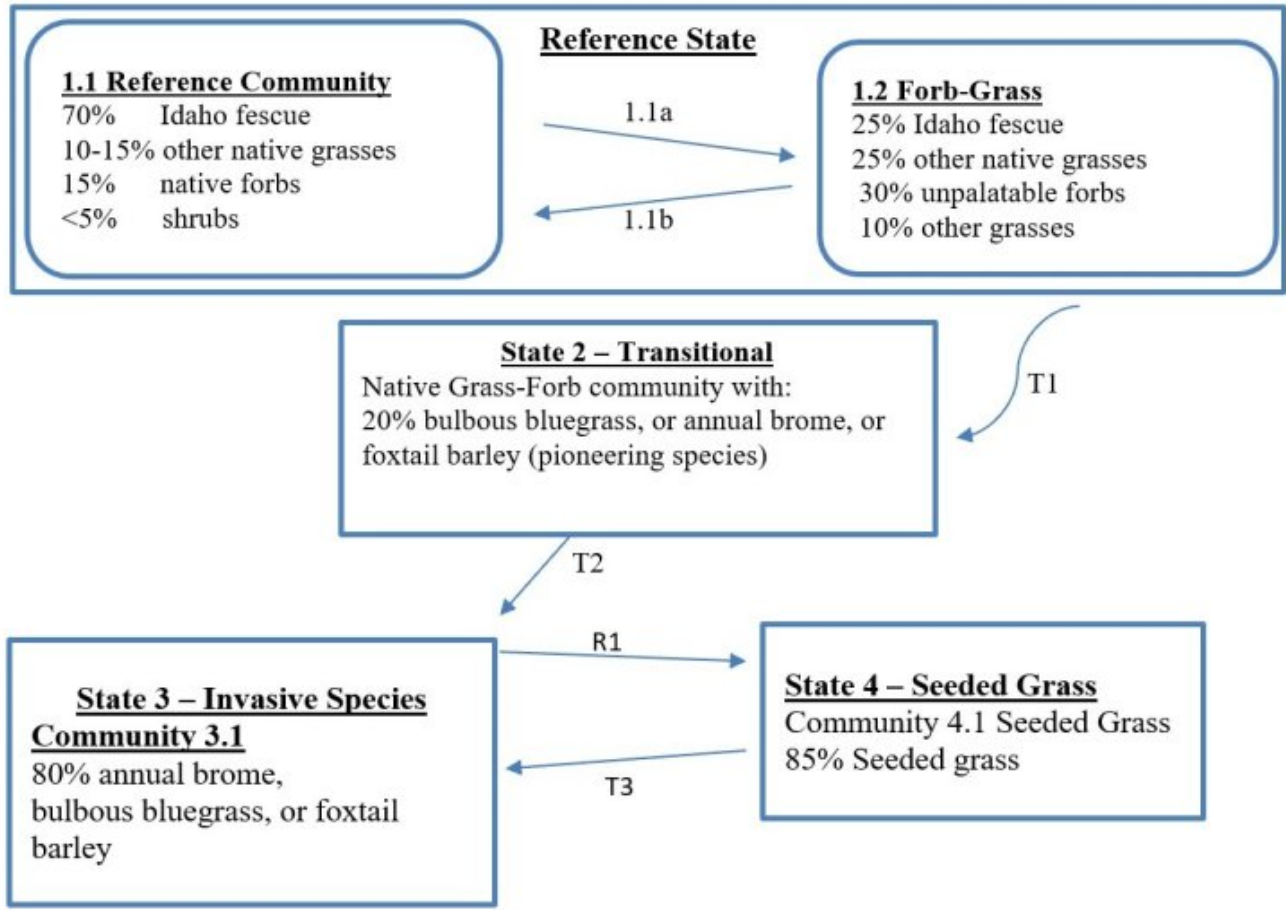 Reference State
1.1 Reference Community
70% Idaho fescue
10-15% other native grasses
15% native forbs
<5% shrubs
1.1a
1.1b
1.2 Forb-Grass
25% Idaho fescue
25% other native grasses
30% unpalatable forbs
10% other grasses
T1
State 2 – Transitional
Native Grass-Forb community with:
20% bulbous bluegrass, or annual brome, or
foxtail barley (pioneering species)
T2
State 3 – Invasive Species
Community 3.1
80% annual brome,
bulbous bluegrass, or foxtail
barley
R1
T3
State 4 – Seeded Grass
Community 4.1 Seeded Grass
85% Seeded grass